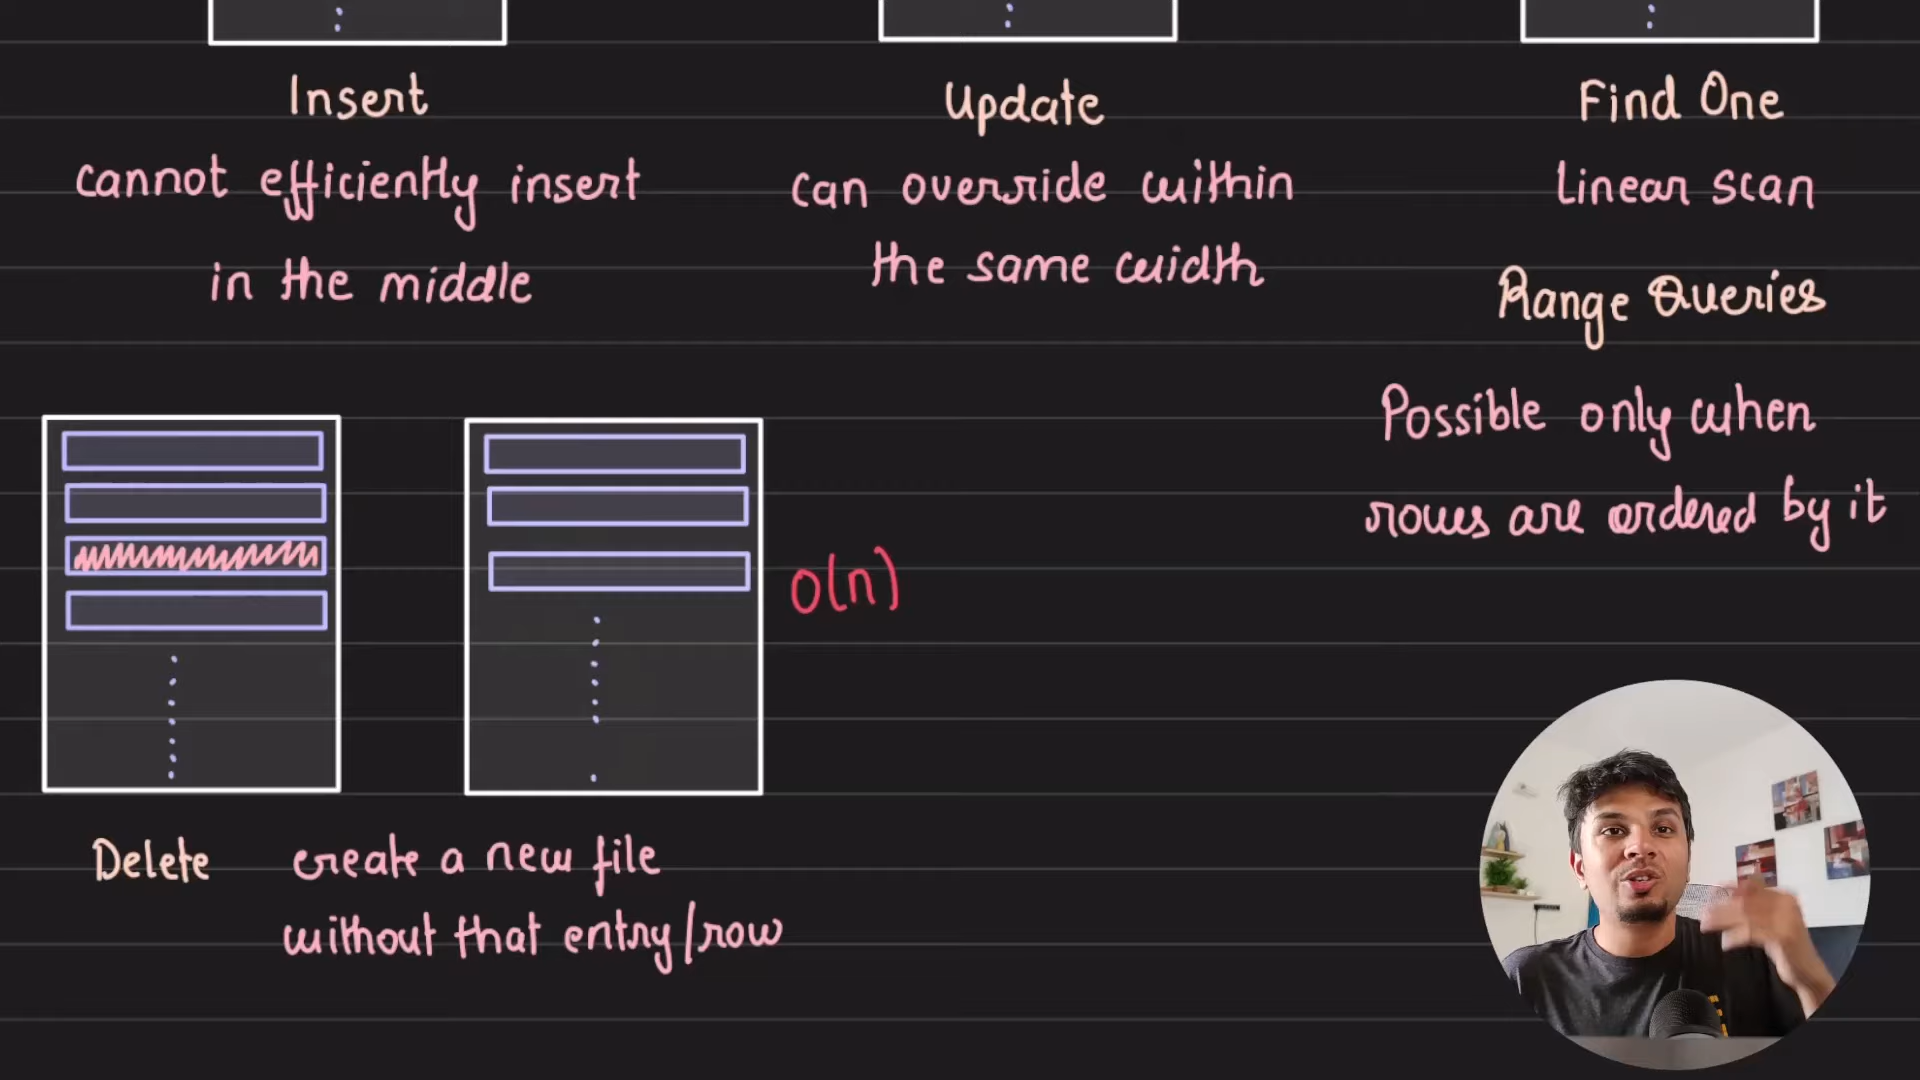 Insert
cannot efficiently insert
in the middle
Update
can override within
the same width
Find One
Linear scan
Range Queries
Possible only when
rows are ordered by it
O(n)
Delete
create a new file
without that entry/row